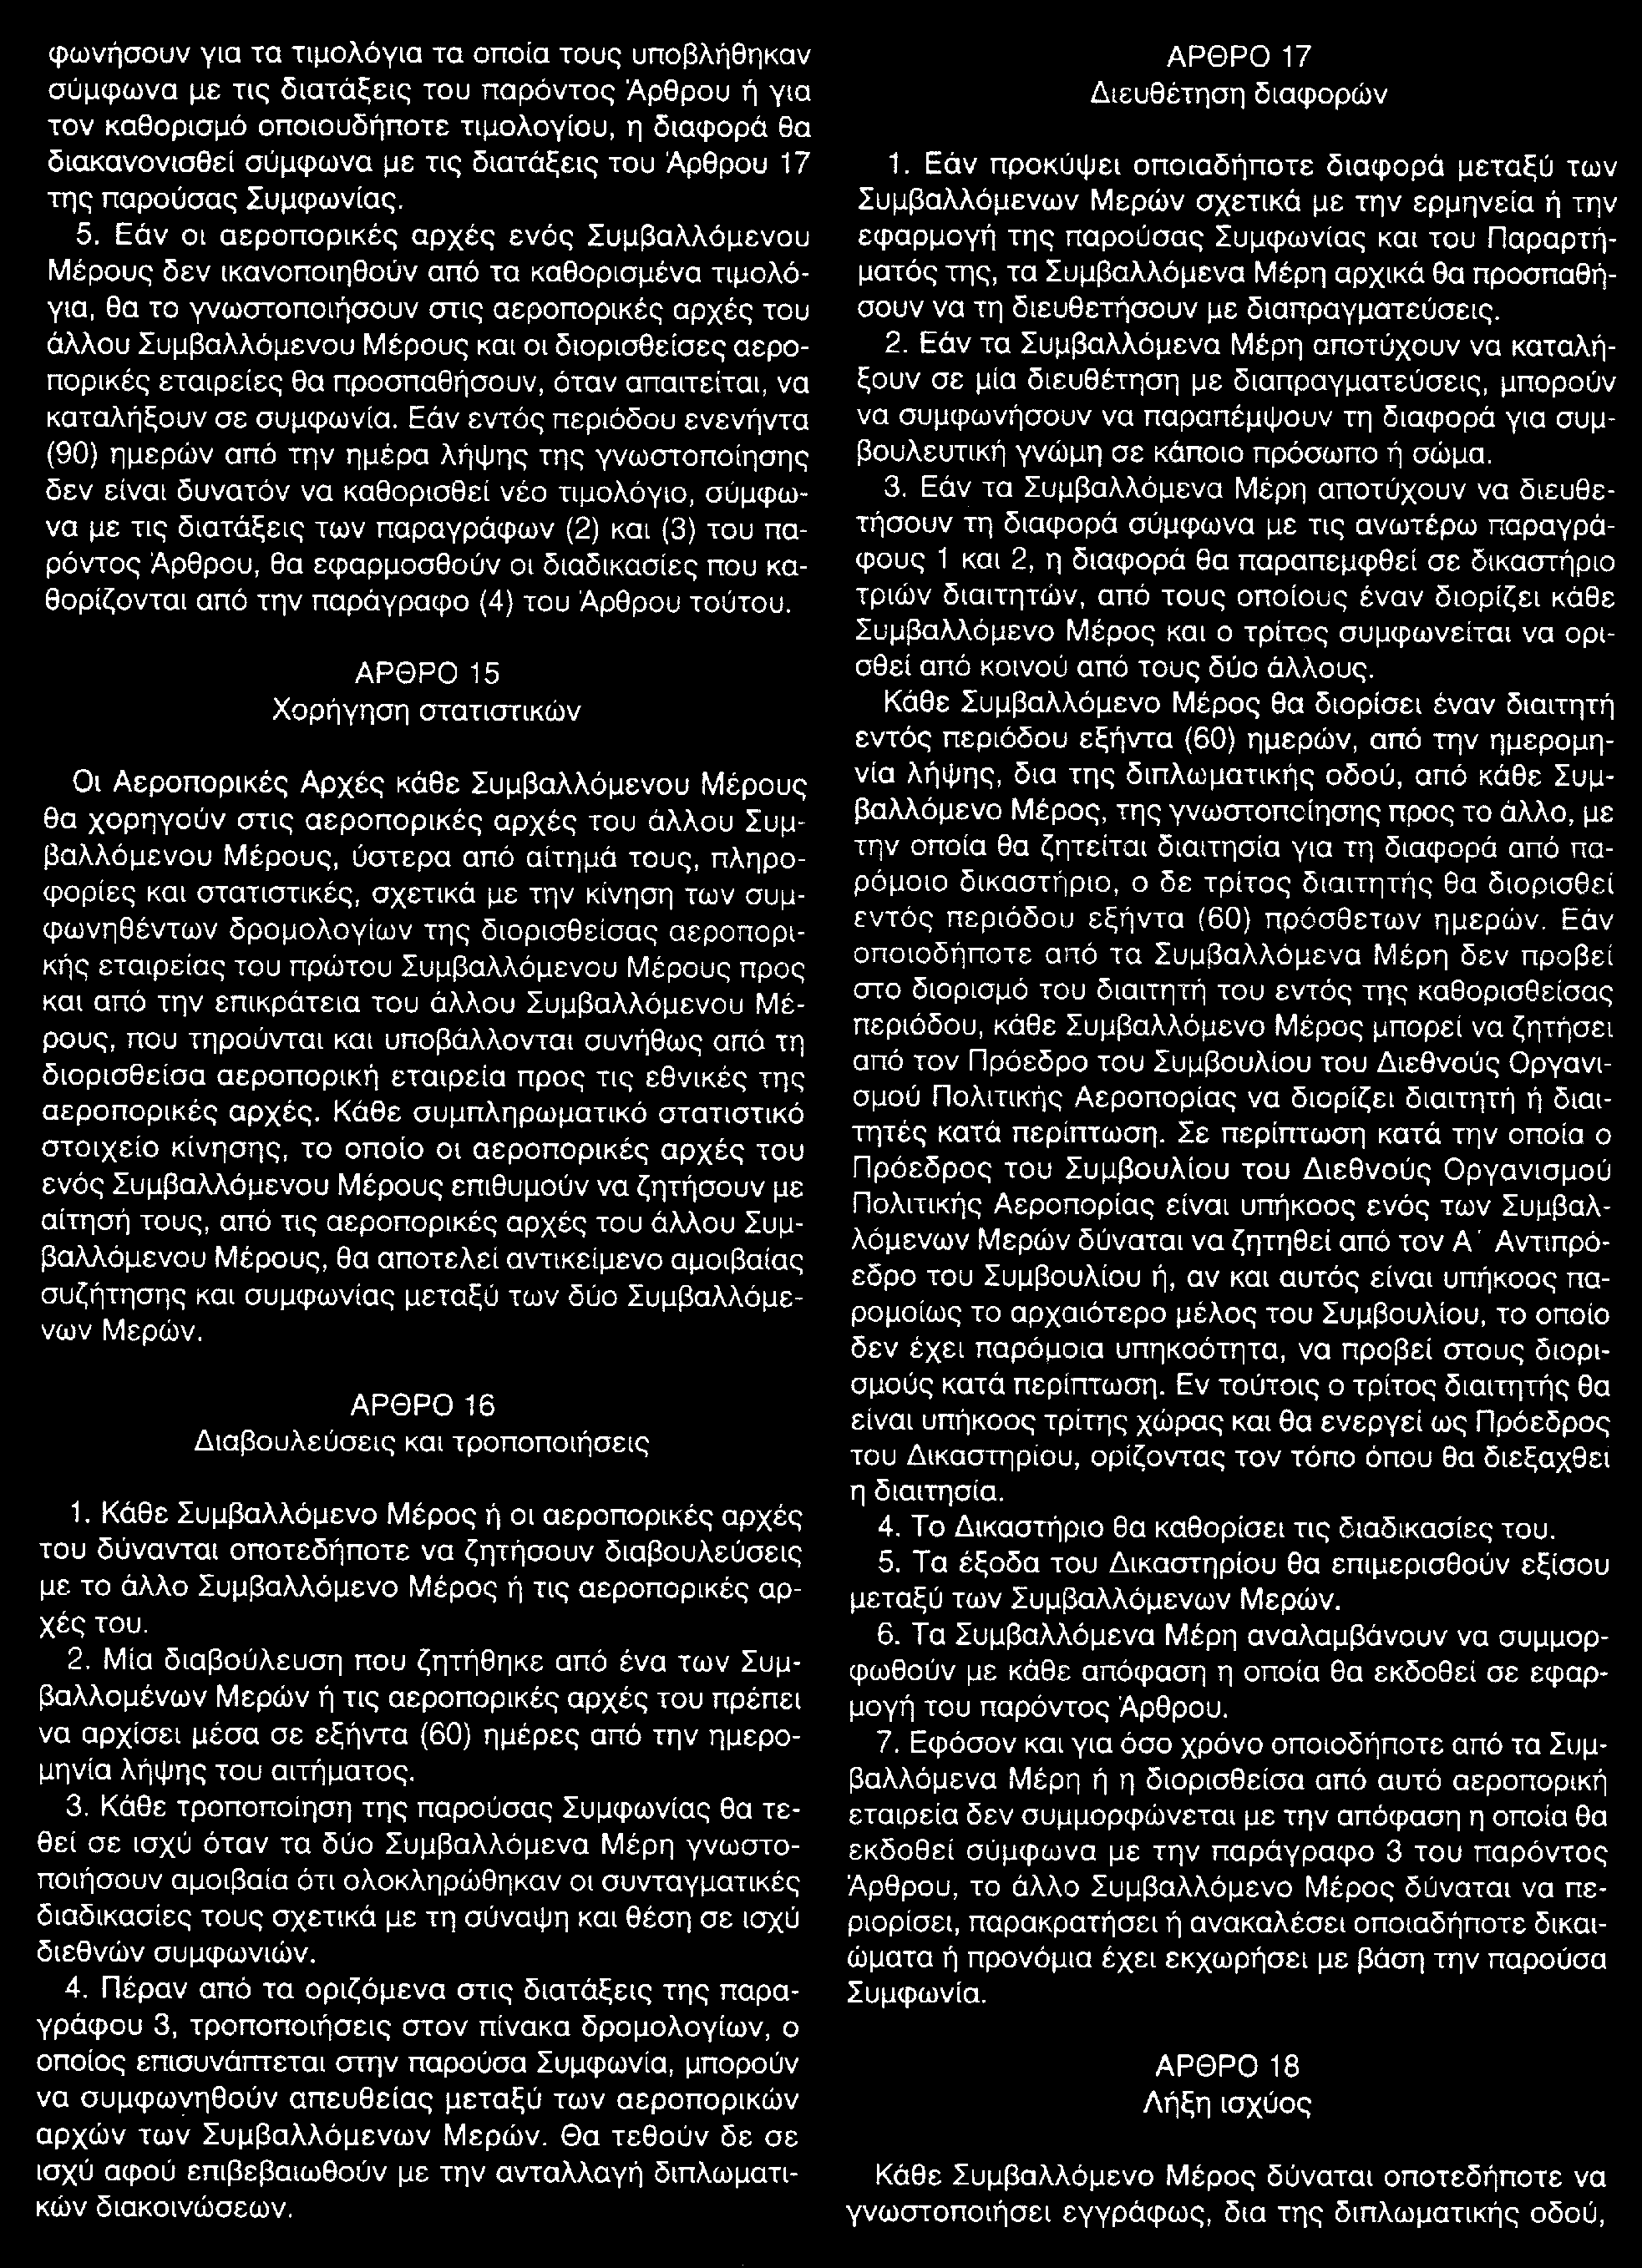 φωνήσουν για τα τιμολόγια τα οποία τους υποβλήθηκαν
σύμφωνα με τις διατάξεις του παρόντος Άρθρου ή για
τον καθορισμό οποιουδήποτε τιμολογίου, η διαφορά θα
διακανονισθεί σύμφωνα με τις διατάξεις του Άρθρου 17
της παρούσας Συμφωνίας.
5. Εάν οι αεροπορικές αρχές ενός Συμβαλλόμενου
Μέρους δεν ικανοποιηθούν από τα καθορισμένα τιμολό-
για, θα το γνωστοποιήσουν στις αεροπορικές αρχές του
άλλου Συμβαλλόμενου Μέρους και οι διορισθείσες αερο-
πορικές εταιρείες θα προσπαθήσουν, όταν απαιτείται, να
καταλήξουν σε συμφωνία. Εάν εντός περιόδου ενενήντα
(90) ημερών από την ημέρα λήψης της γνωστοποίησης
δεν είναι δυνατόν να καθορισθεί νέο τιμολόγιο, σύμφω-
να με τις διατάξεις των παραγράφων (2) και (3) του πα-
ρόντος Άρθρου, θα εφαρμοσθούν οι διαδικασίες που κα-
θορίζονται από την παράγραφο (4) του Άρθρου τούτου.
ΑΡΘΡΟ 15
Χορήγηση στατιστικών
Οι Αεροπορικές Αρχές κάθε Συμβαλλόμενου Μέρους
θα χορηγούν στις αεροπορικές αρχές του άλλου Συμ-
βαλλόμενου Μέρους, ύστερα από αίτημά τους, πληρο-
φορίες και στατιστικές, σχετικά με την κίνηση των συμ-
φωνηθέντων δρομολογίων της διορισθείσας αεροπορι-
κής εταιρείας του πρώτου Συμβαλλόμενου Μέρους προς
και από την επικράτεια του άλλου Συμβαλλόμενου Μέ-
ρους, που τηρούνται και υποβάλλονται συνήθως από τη
διορισθείσα αεροπορική εταιρεία προς τις εθνικές της
αεροπορικές αρχές. Κάθε συμπληρωματικό στατιστικό
στοιχείο κίνησης, το οποίο οι αεροπορικές αρχές του
ενός Συμβαλλόμενου Μέρους επιθυμούν να ζητήσουν με
αίτησή τους, από τις αεροπορικές αρχές του άλλου Συμ-
βαλλόμενου Μέρους, θα αποτελεί αντικείμενο αμοιβαίας
συζήτησης και συμφωνίας μεταξύ των δύο Συμβαλλόμε-
νων Μερών.
ΑΡΘΡΟ 16
Διαβουλεύσεις και τροποποιήσεις
1. Κάθε Συμβαλλόμενο Μέρος ή οι αεροπορικές αρχές
του δύνανται οποτεδήποτε να ζητήσουν διαβουλεύσεις
με το άλλο Συμβαλλόμενο Μέρος ή τις αεροπορικές αρ-
χές του.
2. Μία διαβούλευση που ζητήθηκε από ένα των Συμ-
βαλλομένων Μερών ή τις αεροπορικές αρχές του πρέπει
να αρχίσει μέσα σε εξήντα (60) ημέρες από την ημερο-
μηνία λήψης του αιτήματος.
3. Κάθε τροποποίηση της παρούσας Συμφωνίας θα τε-
θεί σε ισχύ όταν τα δύο Συμβαλλόμενα Μέρη γνωστο-
ποιήσουν αμοιβαία ότι ολοκληρώθηκαν οι συνταγματικές
διαδικασίες τους σχετικά με τη σύναψη και θέση σε ισχύ
διεθνών συμφωνιών.
4. Πέραν από τα οριζόμενα στις διατάξεις της παρα-
γράφου 3, τροποποιήσεις στον πίνακα δρομολογίων, ο
οποίος επισυνάπτεται στην παρούσα Συμφωνία, μπορούν
να συμφωνηθούν απευθείας μεταξύ των αεροπορικών
αρχών των Συμβαλλόμενων Μερών. Θα τεθούν δε σε
ισχύ αφού επιβεβαιωθούν με την ανταλλαγή διπλωματι-
κών διακοινώσεων.
ΑΡΘΡΟ 17
Διευθέτηση διαφορών
1. Εάν προκύψει οποιαδήποτε διαφορά μεταξύ των
Συμβαλλόμενων Μερών σχετικά με την ερμηνεία ή την
εφαρμογή της παρούσας Συμφωνίας και του Παραρτή-
ματός της, τα Συμβαλλόμενα Μέρη αρχικά θα προσπαθή-
σουν να τη διευθετήσουν με διαπραγματεύσεις.
2. Εάν τα Συμβαλλόμενα Μέρη αποτύχουν να καταλή-
ξουν σε μία διευθέτηση με διαπραγματεύσεις, μπορούν
να συμφωνήσουν να παραπέμψουν τη διαφορά για συμ-
βουλευτική γνώμη σε κάποιο πρόσωπο ή σώμα.
3. Εάν τα Συμβαλλόμενα Μέρη αποτύχουν να διευθε-
τήσουν τη διαφορά σύμφωνα με τις ανωτέρω παραγρά-
φους 1 και 2, η διαφορά θα παραπεμφθεί σε δικαστήριο
τριών διαιτητών, από τους οποίους έναν διορίζει κάθε
Συμβαλλόμενο Μέρος και ο τρίτος συμφωνείται να ορι-
σθεί από κοινού από τους δύο άλλους.
Κάθε Συμβαλλόμενο Μέρος θα διορίσει έναν διαιτητή
εντός περιόδου εξήντα (60) ημερών, από την ημερομη-
νία λήψης, δια της διπλωματικής οδού, από κάθε Συμ-
βαλλόμενο Μέρος, της γνωστοποίησης προς το άλλο, με
την οποία θα ζητείται διαιτησία για τη διαφορά από πα-
ρόμοιο δικαστήριο, ο δε τρίτος διαιτητής θα διορισθεί
εντός περιόδου εξήντα (60) πρόσθετων ημερών. Εάν
οποιοδήποτε από τα Συμβαλλόμενα Μέρη δεν προβεί
στο διορισμό του διαιτητή του εντός της καθορισθείσας
περιόδου, κάθε Συμβαλλόμενο Μέρος μπορεί να ζητήσει
από τον Πρόεδρο του Συμβουλίου του Διεθνούς Οργανι-
σμού Πολιτικής Αεροπορίας να διορίζει διαιτητή ή διαι-
τητές κατά περίπτωση. Σε περίπτωση κατά την οποία ο
Πρόεδρος του Συμβουλίου του Διεθνούς Οργανισμού
Πολιτικής Αεροπορίας είναι υπήκοος ενός των Συμβαλ-
λόμενων Μερών δύναται να ζητηθεί από τον Α΄ Αντιπρό-
εδρο του Συμβουλίου ή, αν και αυτός είναι υπήκοος πα-
ρομοίως το αρχαιότερο μέλος του Συμβουλίου, το οποίο
δεν έχει παρόμοια υπηκοότητα, να προβεί στους διορι-
σμούς κατά περίπτωση. Εν τούτοις ο τρίτος διαιτητής θα
είναι υπήκοος τρίτης χώρας και θα ενεργεί ως Πρόεδρος
του Δικαστηρίου, ορίζοντας τον τόπο όπου θα διεξαχθεί
η διαιτησία.
4. Το Δικαστήριο θα καθορίσει τις διαδικασίες του.
5. Τα έξοδα του Δικαστηρίου θα επιμερισθούν εξίσου
μεταξύ των Συμβαλλόμενων Μερών.
6. Τα Συμβαλλόμενα Μέρη αναλαμβάνουν να συμμορ-
φωθούν με κάθε απόφαση η οποία θα εκδοθεί σε εφαρ-
μογή του παρόντος Άρθρου.
7. Εφόσον και για όσο χρόνο οποιοδήποτε από τα Συμ-
βαλλόμενα Μέρη ή η διορισθείσα από αυτό αεροπορική
εταιρεία δεν συμμορφώνεται με την απόφαση η οποία θα
εκδοθεί σύμφωνα με την παράγραφο 3 του παρόντος
Άρθρου, το άλλο Συμβαλλόμενο Μέρος δύναται να πε-
ριορίσει, παρακρατήσει ή ανακαλέσει οποιαδήποτε δικαι-
ώματα ή προνόμια έχει εκχωρήσει με βάση την παρούσα
Συμφωνία.
ΑΡΘΡΟ 18
Λήξη ισχύος
Κάθε Συμβαλλόμενο Μέρος δύναται οποτεδήποτε να
γνωστοποιήσει εγγράφως, δια της διπλωματικής οδού,